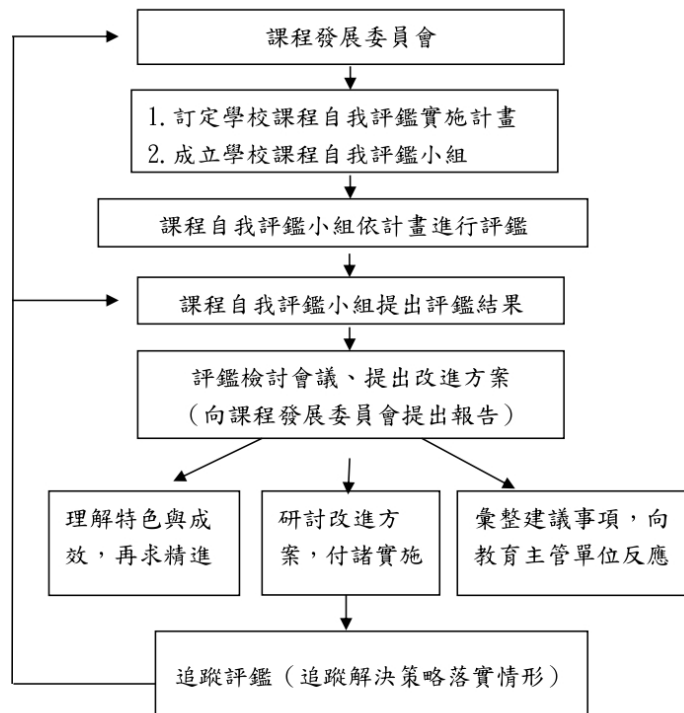 課程發展委員會
1.訂定學校課程自我評鑑實施計畫
2.成立學校課程自我評鑑小組
課程自我評鑑小組依計畫進行評鑑
課程自我評鑑小組提出評鑑結果
評鑑檢討會議、提出改進方案
（向課程發展委員會提出報告）
理解特色與成
效，再求精進
研討改進方
案，付諸實施
彙整建議事項，向
教育主管單位反應
追蹤評鑑（追蹤解決策略落實情形）